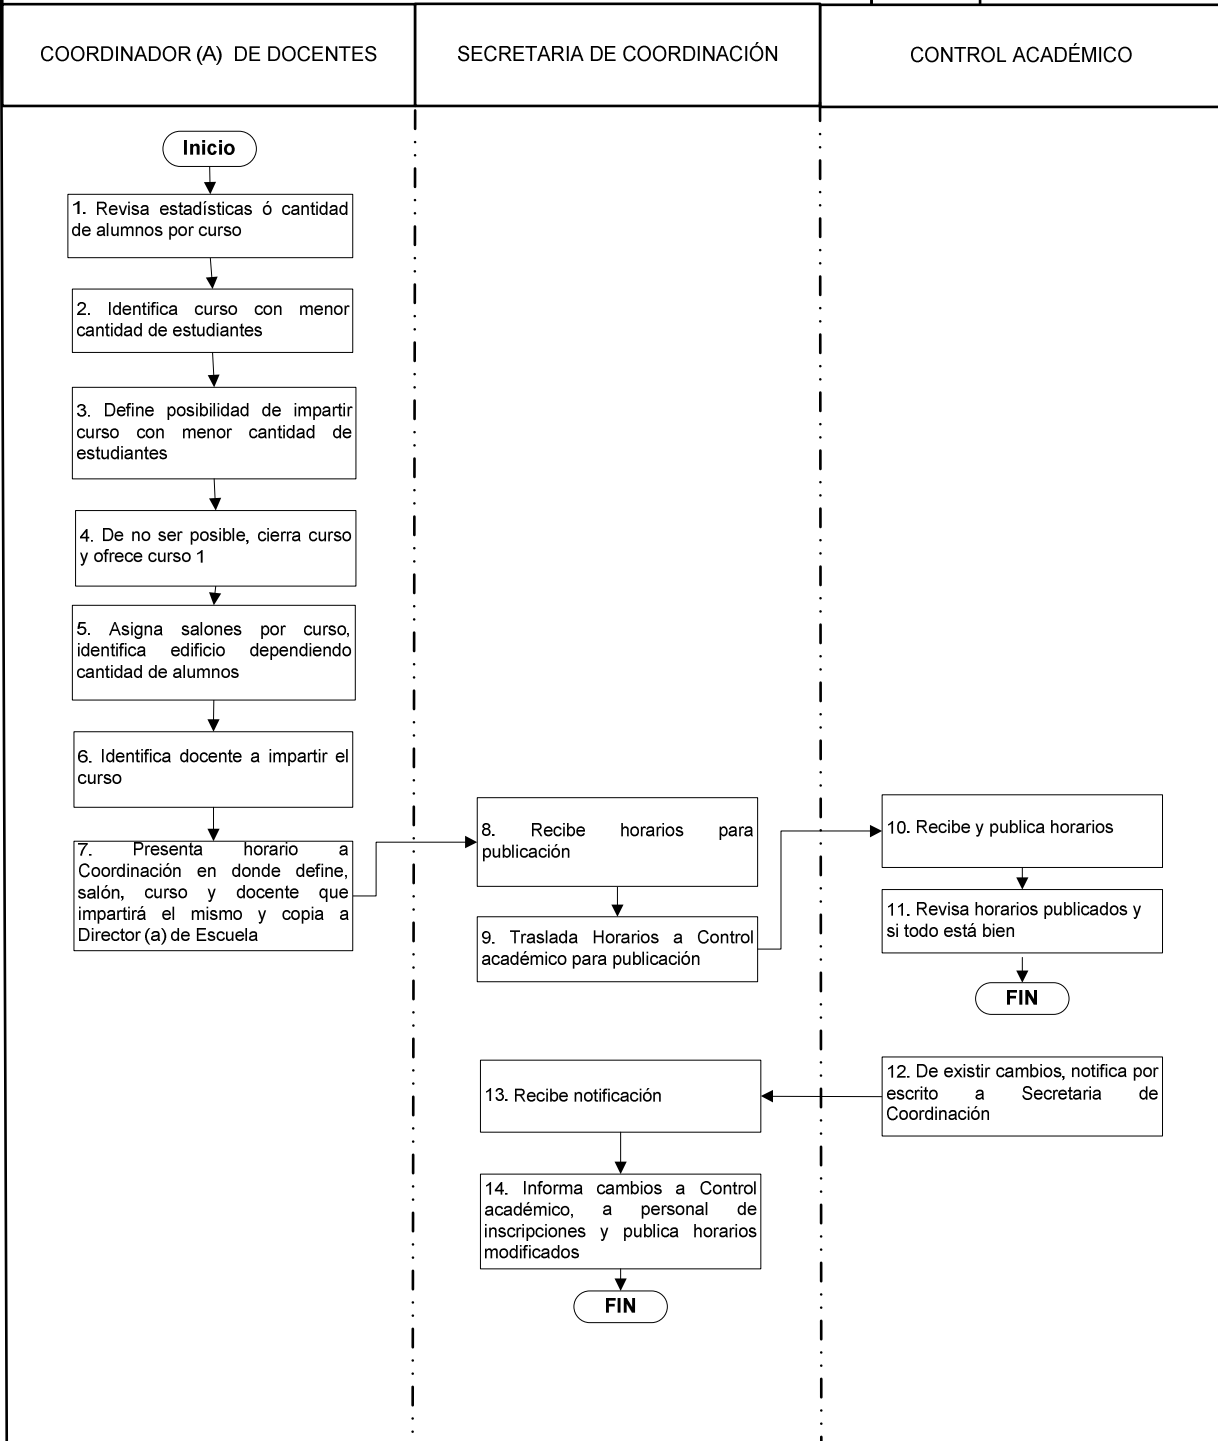 COORDINADOR (A) DE DOCENTES
SECRETARIA DE COORDINACIÓN
CONTROL ACADÉMICO
Inicio
1. Revisa estadísticas ó cantidad
de alumnos por curso
2. Identifica curso con menor
cantidad de estudiantes
3. Define posibilidad de impartir
curso con menor cantidad de
estudiantes
4. De no ser posible, cierra curso
y ofrece curso 1
5. Asigna salones por curso,
identifica edificio dependiendo
cantidad de alumnos
6. Identifica docente a impartir el
curso
7. Presenta horario a
Coordinación en donde define,
salón, curso y docente que
impartirá el mismo y copia a
Director (a) de Escuela
8. Recibe horarios para
publicación
9. Traslada Horarios a Control
académico para publicación
10. Recibe y publica horarios
11. Revisa horarios publicados y
si todo está bien
FIN
12. De existir cambios, notifica por
escrito a Secretaria de
Coordinación
13. Recibe notificación
14. Informa cambios a Control
académico, a personal de
inscripciones y publica horarios
modificados
FIN